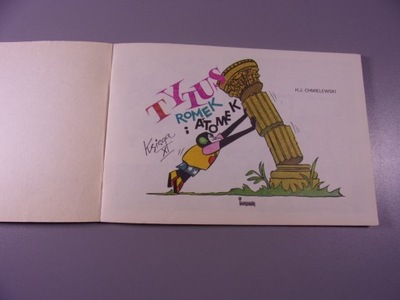 TYTUS
ROMEK
i ATOMEK
Księga
XI
H.J. CHMIELEWSKI